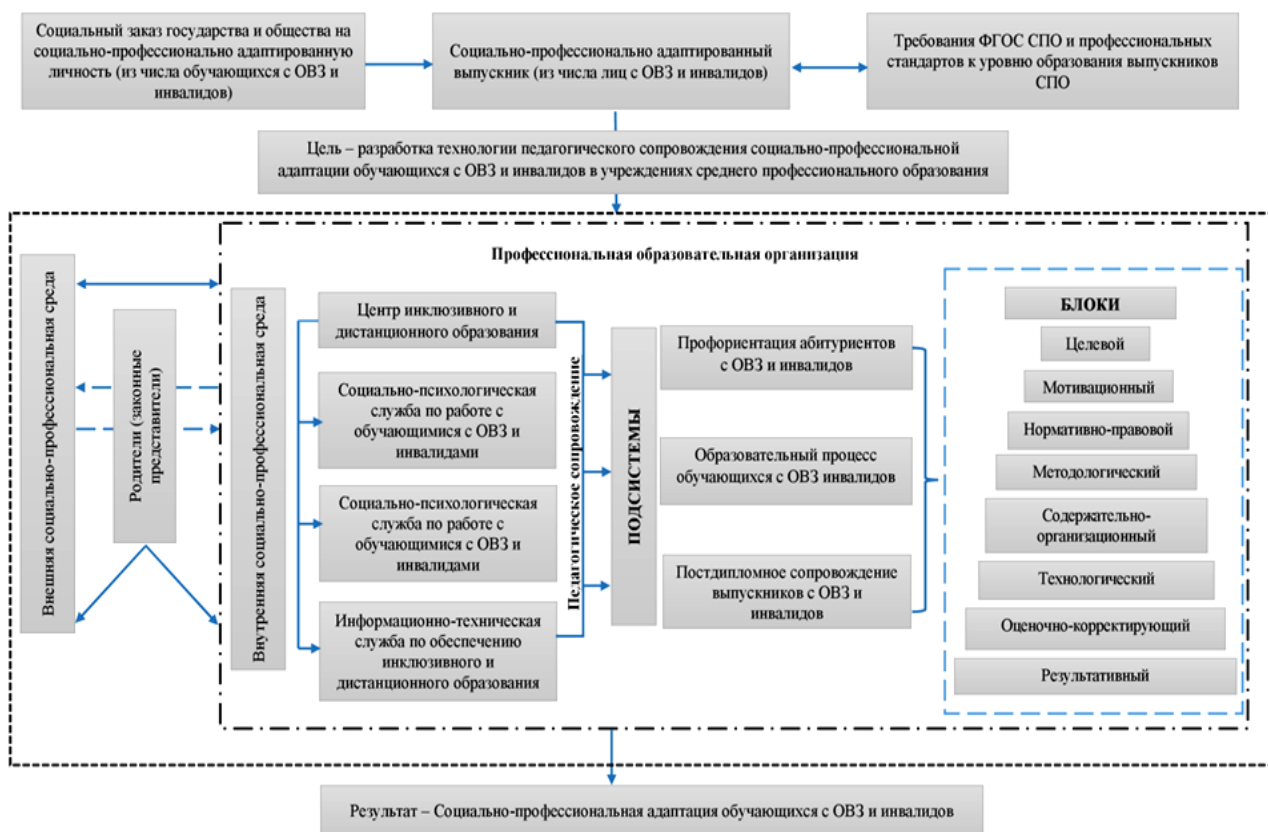 Социальный заказ государства и общества на
социально-профессионально адаптированную
личность (из числа обучающихся с ОВЗ и
инвалидов)
Социально-профессионально адаптированный
выпускник (из числа лиц с ОВЗ и инвалидов)
Требования ФГОС СПО и профессиональных
стандартов к уровню образования выпускников
СПО
Цель – разработка технологии педагогического сопровождения социально-профессиональной
адаптации обучающихся с ОВЗ и инвалидов в учреждениях среднего профессионального образования
Профессиональная образовательная организация
Внешняя социально-профессиональная среда
Родители (законные
представители)
Внутренняя социально-профессиональная среда
Центр инклюзивного и
дистанционного образования
Социально-психологическая
служба по работе с
обучающимися с ОВЗ и
инвалидами
Социально-психологическая
служба по работе с
обучающимися с ОВЗ и
инвалидами
Информационно-техническая
служба по обеспечению
инклюзивного и
дистанционного образования
Педагогическое сопровождение
ПОДСИСТЕМЫ
Профориентация абитуриентов
с ОВЗ и инвалидов
Образовательный процесс
обучающихся с ОВЗ инвалидов
Постдипломное сопровождение
выпускников с ОВЗ и
инвалидов
БЛОКИ
Целевой
Мотивационный
Нормативно-правовой
Методологический
Содержательно-
организационный
Технологический
Оценочно-корректирующий
Результативный
Результат – Социально-профессиональная адаптация обучающихся с ОВЗ и инвалидов